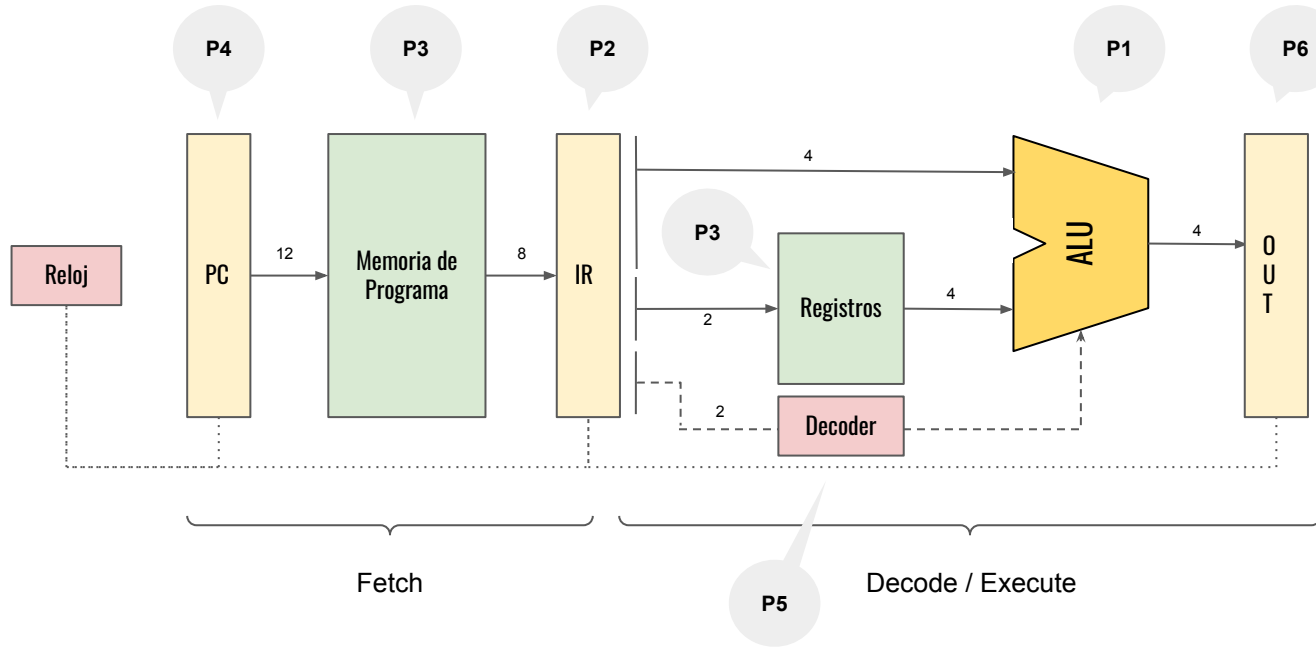 P4
P3
P2
P1
P6
4
P3
4
Reloj
PC
12
Memoria de
Programa
8
IR
2
Registros
4
ALU
O
U
T
2
Decoder
Fetch
Decode / Execute
P5